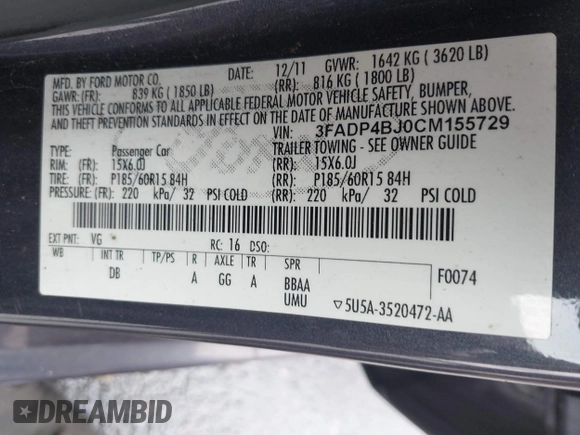 MFD. BY FORD MOTOR CO. DATE: 12/11 GVWR: 1642 KG ( 3620 LB)
GAWR: (FR): 839 KG ( 1850 LB) (RR): 816 KG ( 1800 LB)
THIS VEHICLE CONFORMS TO ALL APPLICABLE FEDERAL MOTOR VEHICLE SAFETY, BUMPER,
AND THEFT PREVENTION STANDARDS IN EFFECT ON THE DATE OF MANUFACTURE SHOWN ABOVE.
VIN: 3FADP4BJ0CM155729
TYPE: Passenger Car TRAILER TOWING - SEE OWNER GUIDE
RIM: (FR): 15X6.0J (RR): 15X6.0J
TIRE: (FR): P185/60R15 84H (RR): P185/60R15 84H
PRESSURE: (FR): 220 kPa/ 32 PSI COLD (RR): 220 kPa/ 32 PSI COLD
EXT PNT: VG RC: 16 DSO:
WB INT TR TP/PS R AXLE TR SPR F0074
DB A GG A BBAA
UMU ▽5U5A-3520472-AA
DREAMBID